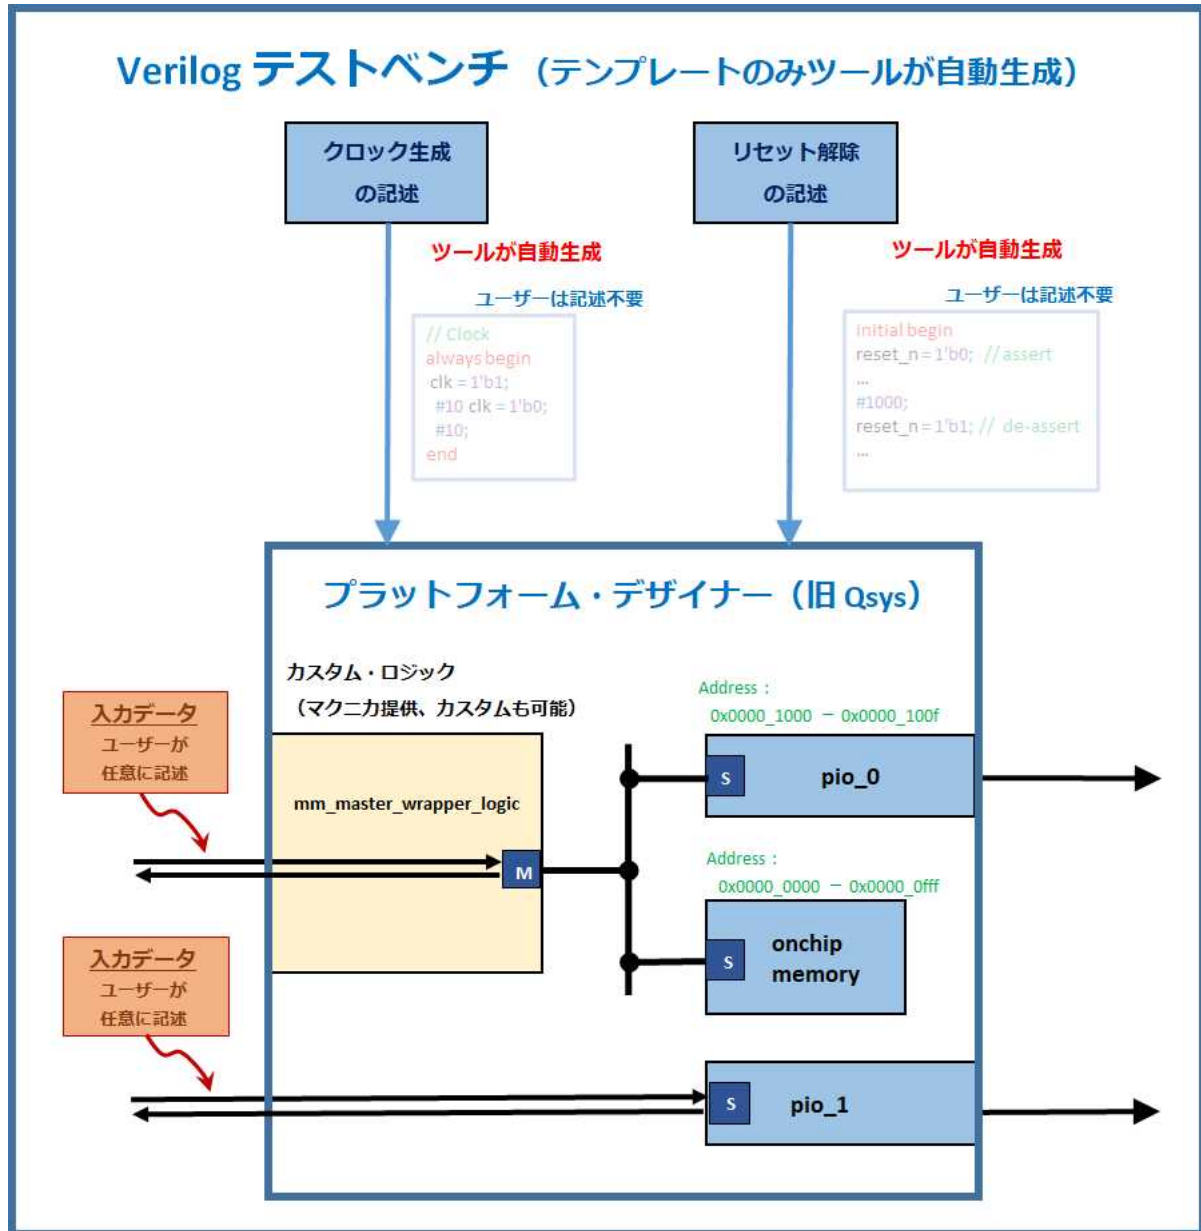 Verilog テストベンチ （テンプレートのみツールが自動生成）
クロック生成
の記述
リセット解除
の記述
ツールが自動生成
ユーザーは記述不要
// Clock
always begin
clk = 1'b1;
#10 clk = 1'b0;
#10;
end
ツールが自動生成
ユーザーは記述不要
initial begin
reset_n = 1'b0; // assert
...
#1000;
reset_n = 1'b1; // de-assert
...
プラットフォーム・デザイナー（旧 Qsys）
カスタム・ロジック
（マクニカ提供、カスタムも可能）
mm_master_wrapper_logic
M
入力データ
ユーザーが
任意に記述
Address :
0x0000_1000 − 0x0000_100f
S
pio_0
Address :
0x0000_0000 − 0x0000_0fff
S
onchip
memory
入力データ
ユーザーが
任意に記述
S
pio_1